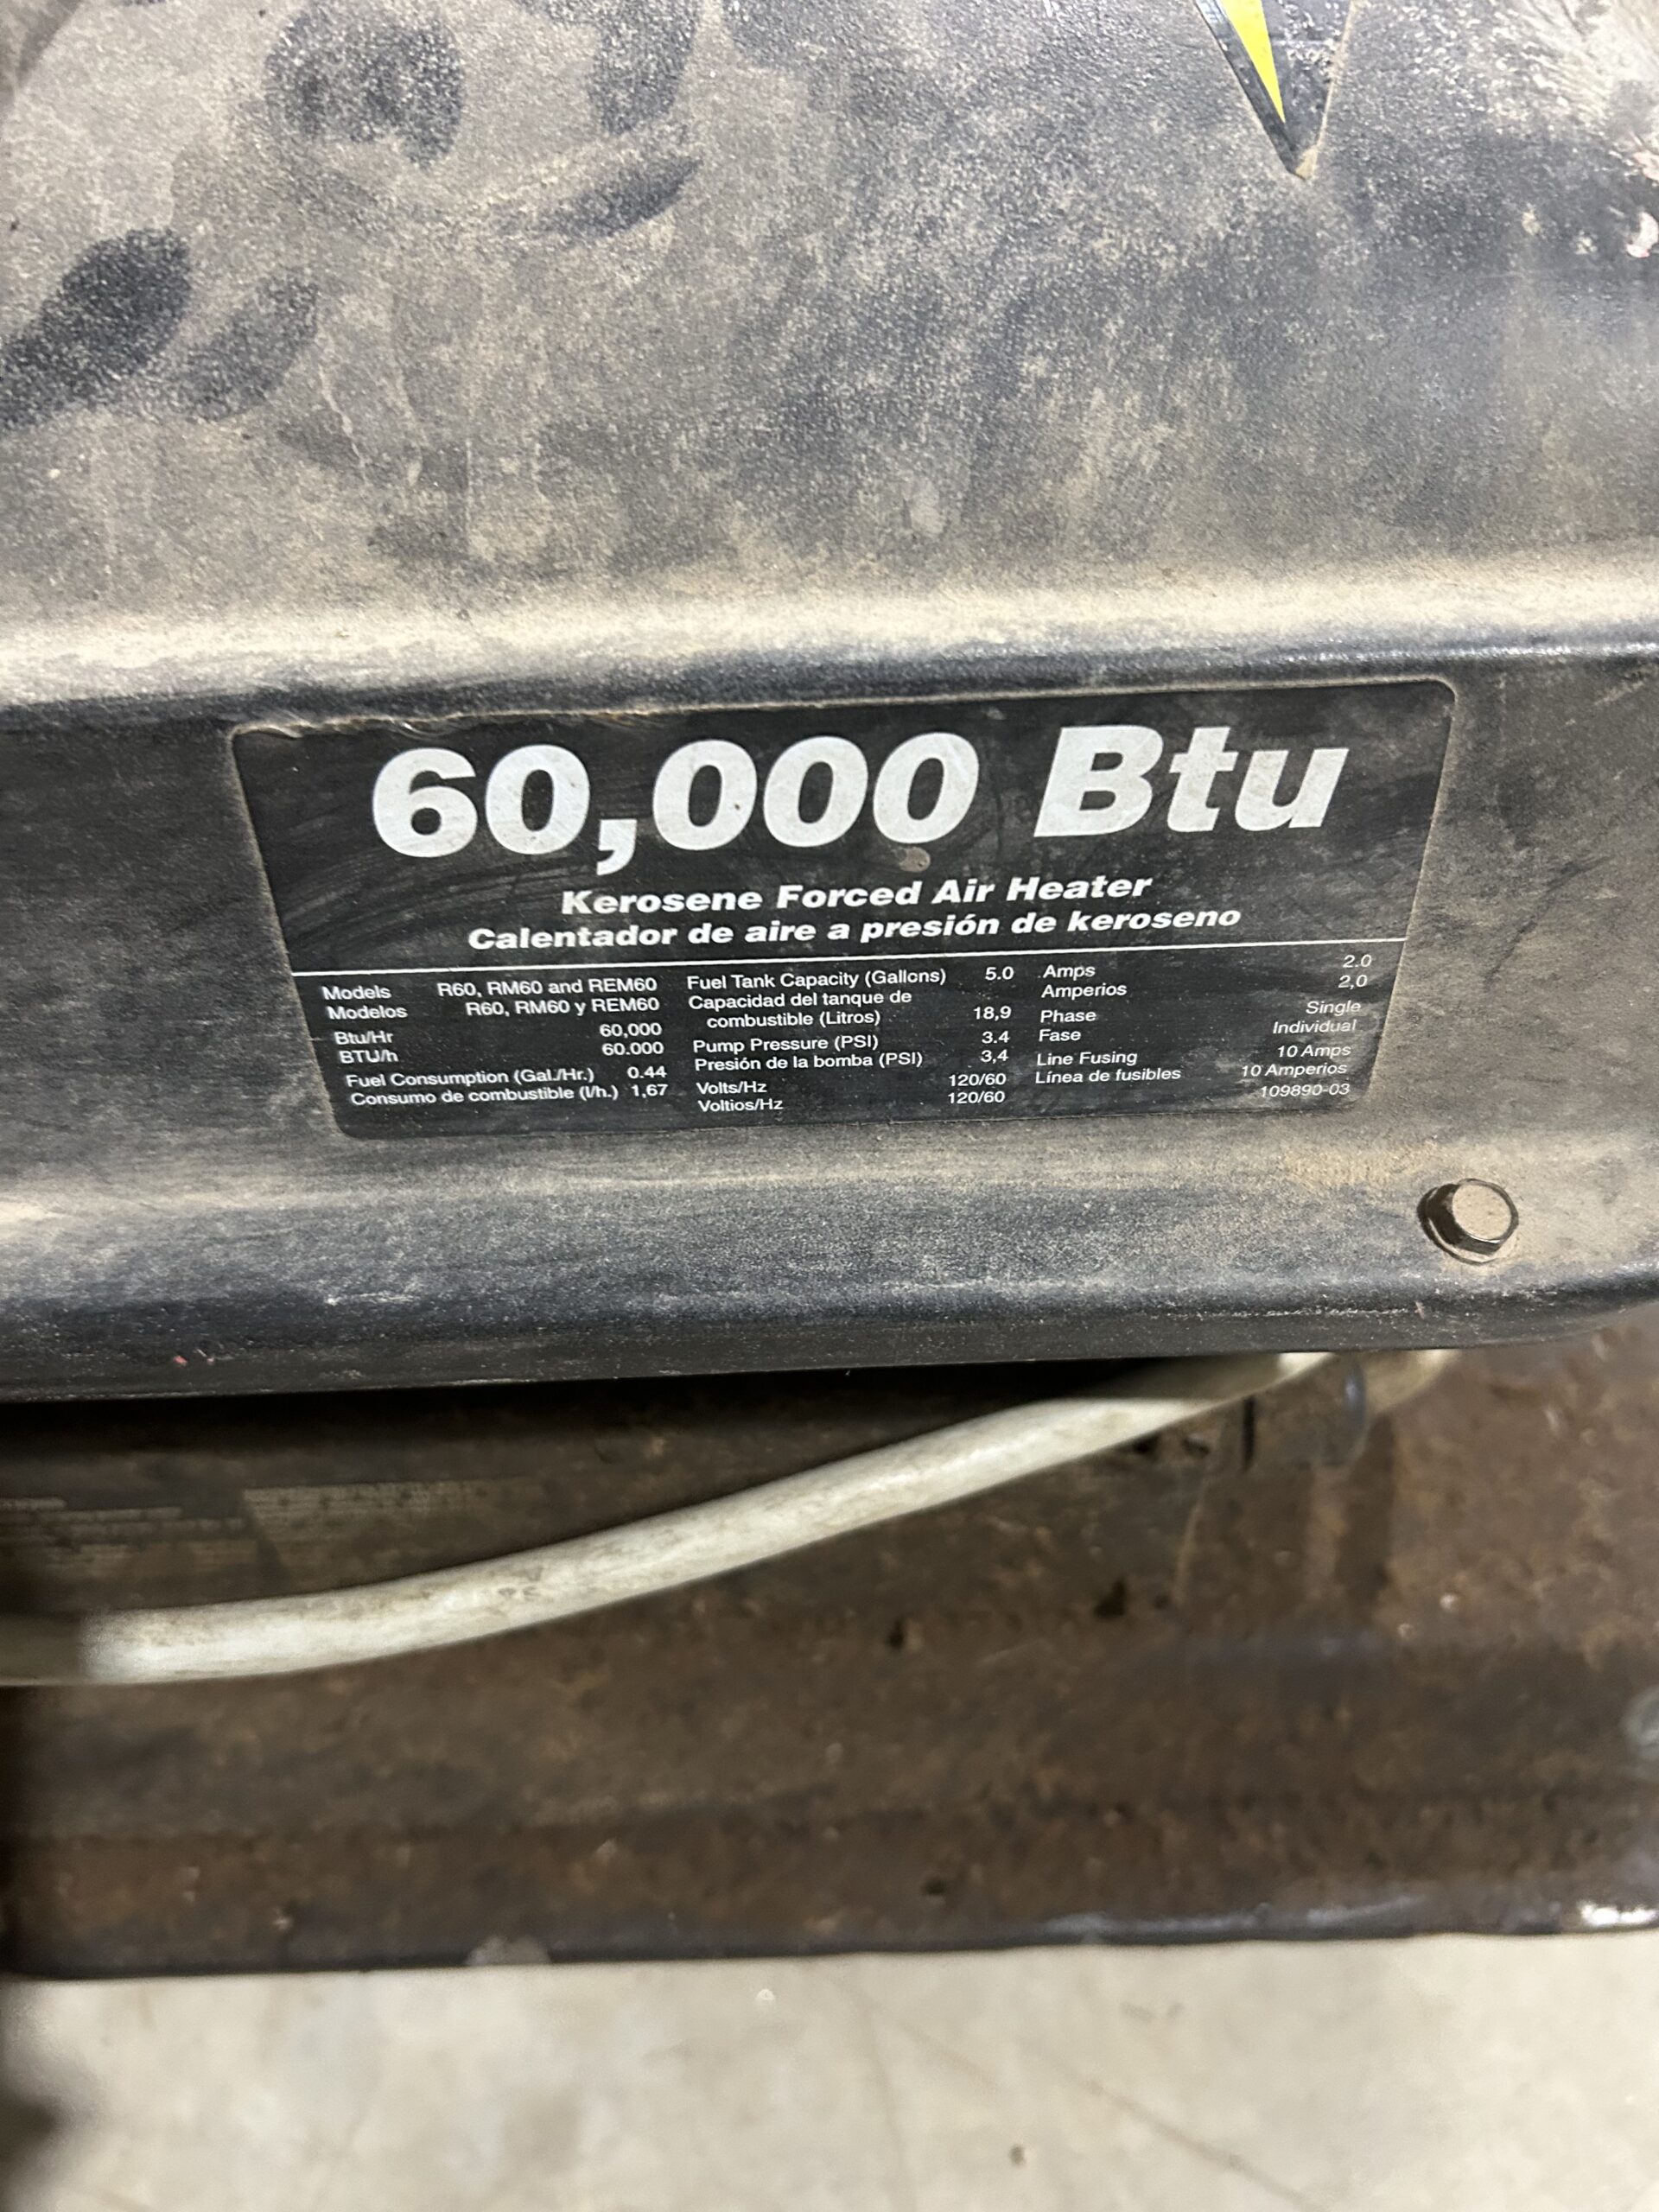 60,000 Btu
Kerosene Forced Air Heater
Calentador de aire a presión de keroseno
Models R60, RM60 and REM60
Modelos R60, RM60 y REM60
Btu/Hr 60,000
BTU/h 60.000
Fuel Consumption (Gal./Hr.) 0.44
Consumo de combustible (l/h.) 1,67
Fuel Tank Capacity (Gallons) 5.0
Capacidad del tanque de
combustible (Litros) 18,9
Pump Pressure (PSI) 3.4
Presión de la bomba (PSI) 3,4
Volts/Hz 120/60
Voltios/Hz 120/60
Amps 2.0
Amperios 2,0
Phase Single
Fase Individual
Line Fusing 10 Amps
Línea de fusibles 10 Amperios
109890-03